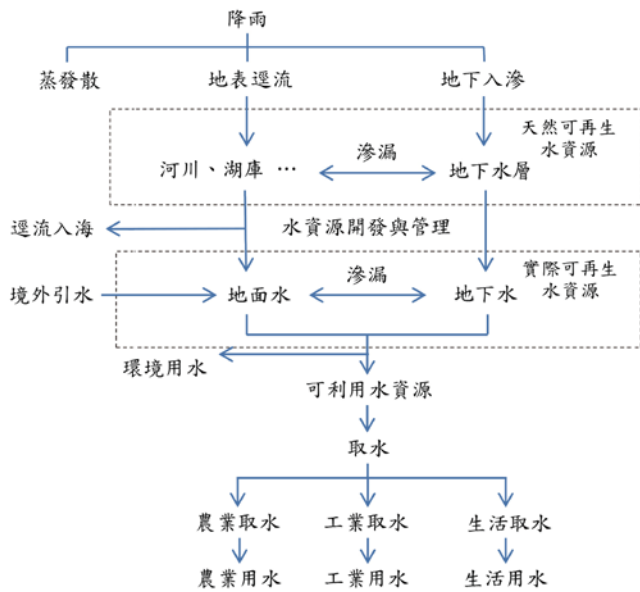 降雨
蒸發散
地表逕流
地下入滲
天然可再生
水資源
河川、湖庫 …
滲漏
地下水層
逕流入海
水資源開發與管理
實際可再生
水資源
境外引水
地面水
滲漏
地下水
環境用水
可利用水資源
取水
農業取水
工業取水
生活取水
農業用水
工業用水
生活用水